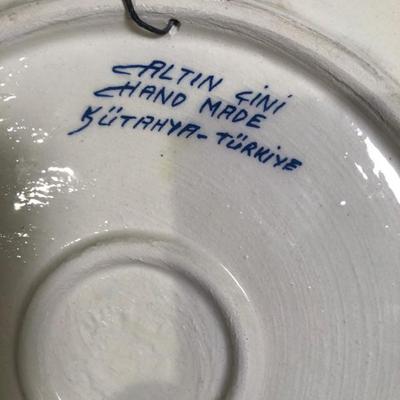 ALTIN ÇİNİ
HAND MADE
KÜTAHYA-TÜRKİYE